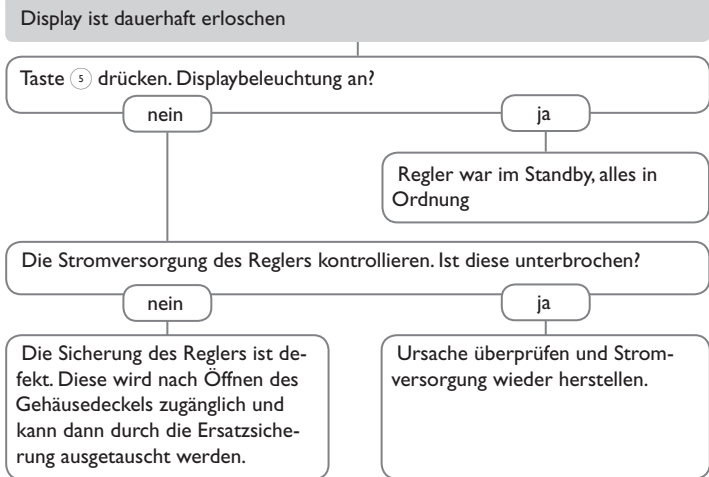 Display ist dauerhaft erloschen
Taste 5 drücken. Displaybeleuchtung an?
nein
ja
Regler war im Standby, alles in
Ordnung
Die Stromversorgung des Reglers kontrollieren. Ist diese unterbrochen?
nein
ja
Die Sicherung des Reglers ist de-
fekt. Diese wird nach Öffnen des
Gehäusedeckels zugänglich und
kann dann durch die Ersatzsiche-
rung ausgetauscht werden.
Ursache überprüfen und Strom-
versorgung wieder herstellen.